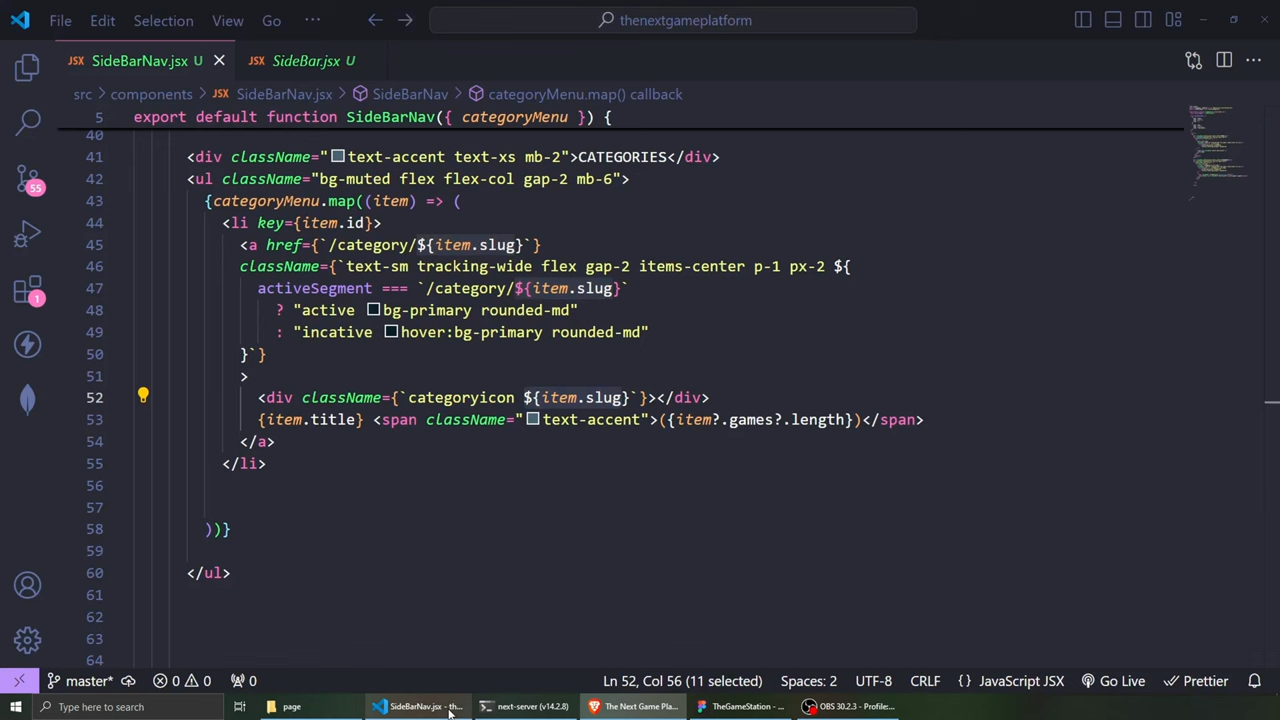 File Edit Selection View Go ··· thenextgameplatform
JSX SideBarNav.jsx U JSX SideBar.jsx U
src components JSX SideBarNav.jsx SideBarNav categoryMenu.map() callback
5 export default function SideBarNav({ categoryMenu }) {
40
41 <div className="text-accent text-xs mb-2">CATEGORIES</div>
42 <ul className="bg-muted flex flex-col gap-2 mb-6">
43 {categoryMenu.map((item) => (
44 <li key={item.id}>
45 <a href={`/category/${item.slug}`}
46 className={`text-sm tracking-wide flex gap-2 items-center p-1 px-2 ${
47 activeSegment === `/category/${item.slug}`
48 ? "active bg-primary rounded-md"
49 : "incative hover:bg-primary rounded-md"
50 }`}
51 >
52 <div className={`categoryicon ${item.slug}`}></div>
53 {item.title} <span className="text-accent">({item?.games?.length})</span>
54 </a>
55 </li>
56
57
58 ))}
59
60 </ul>
61
62
63
64
55
1
master* 0 0 0 Ln 52, Col 56 (11 selected) Spaces: 2 UTF-8 CRLF {} JavaScript JSX Go Live Prettier
Type here to search page SideBarNav.jsx - th... next-server (v14.2.8) The Next Game Pla... TheGameStation - ... OBS 30.2.3 - Profile:...